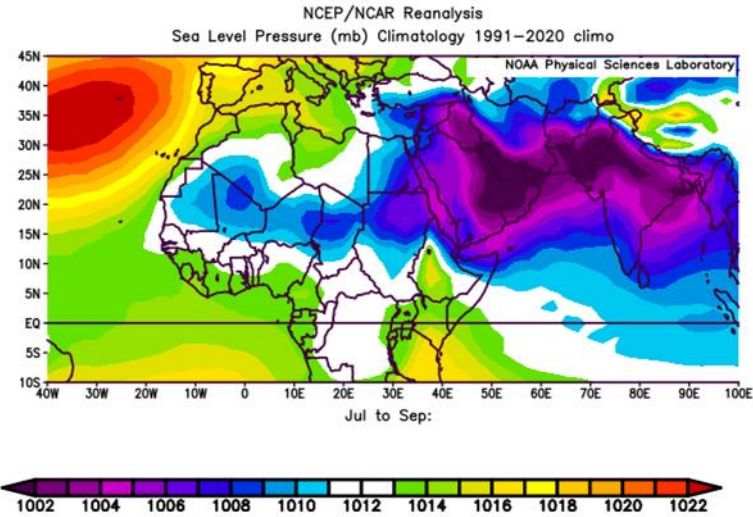 NCEP/NCAR Reanalysis
Sea Level Pressure (mb) Climatology 1991–2020 climo
NOAA Physical Sciences Laboratory
45N
40N
35N
30N
25N
20N
15N
10N
5N
EQ
5S
10S
40W 30W 20W 10W 0 10E 20E 30E 40E 50E 60E 70E 80E 90E 100E
Jul to Sep:
1002 1004 1006 1008 1010 1012 1014 1016 1018 1020 1022